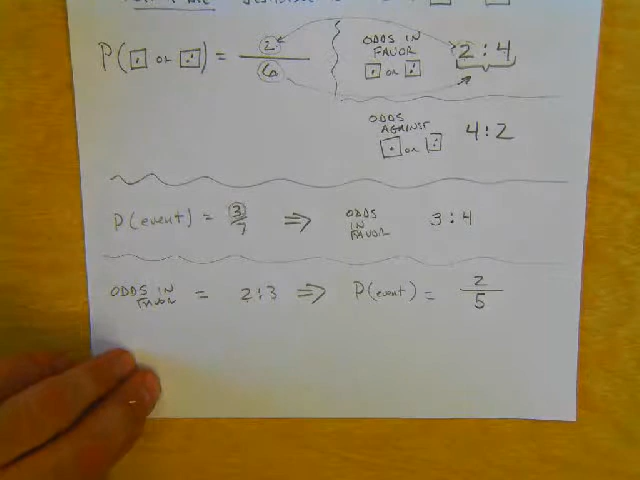 P( or ) = 2/6
ODDS IN FAVOR or 2 : 4
ODDS AGAINST or 4 : 2
P(event) = 3/7 ⇒ ODDS IN FAVOR 3 : 4
ODDS IN FAVOR = 2 : 3 ⇒ P(event) = 2/5